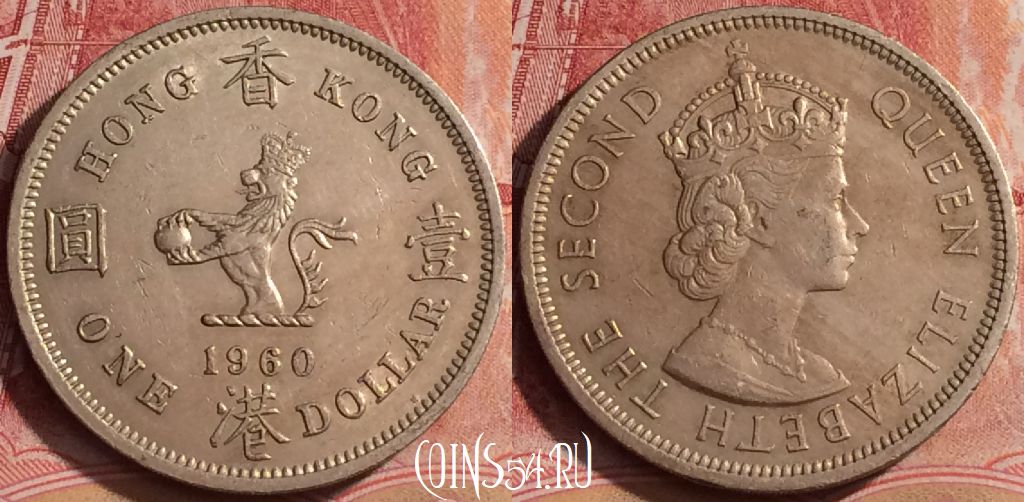 HONG 香 KONG
圓 壹
ONE 港 DOLLAR
1960
QUEEN ELIZABETH THE SECOND
COINS54.RU